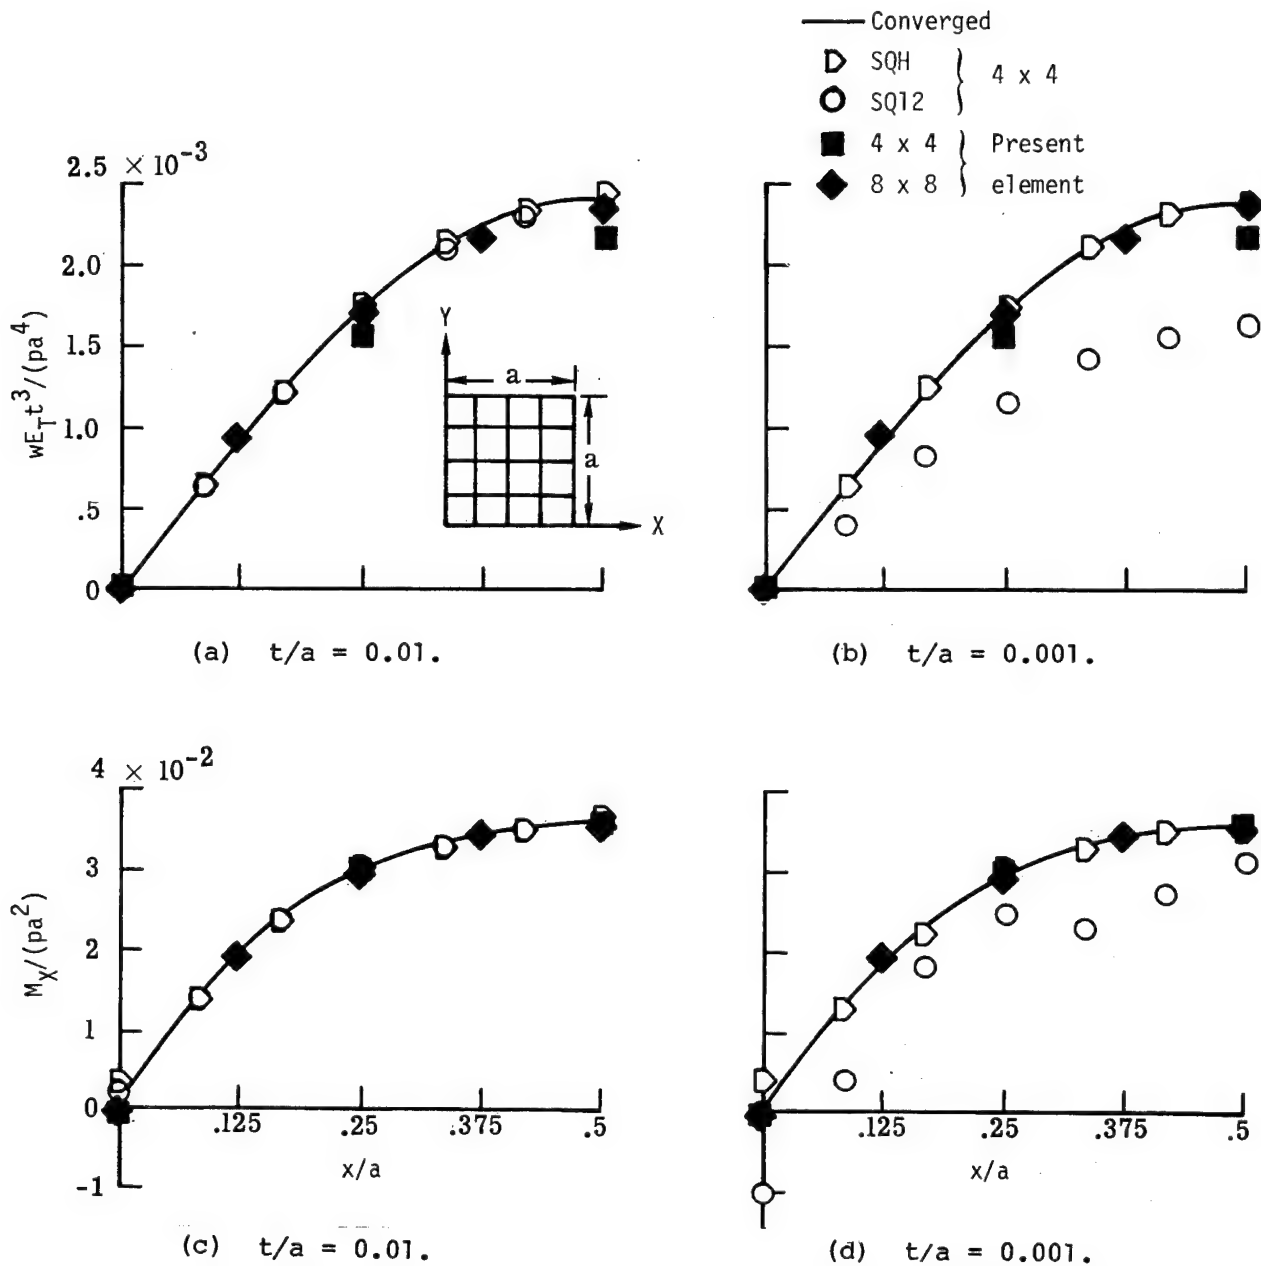 Converged
SQH
SQ12
4 x 4
4 x 4
8 x 8
Present
element
2.5 × 10⁻³
2.0
1.5
1.0
.5
0
wE_T t³/(pa⁴)
Y
a
a
X
(a) t/a = 0.01.
(b) t/a = 0.001.
4 × 10⁻²
3
2
1
0
-1
M_X/(pa²)
.125
.25
.375
.5
x/a
(c) t/a = 0.01.
.125
.25
.375
.5
x/a
(d) t/a = 0.001.